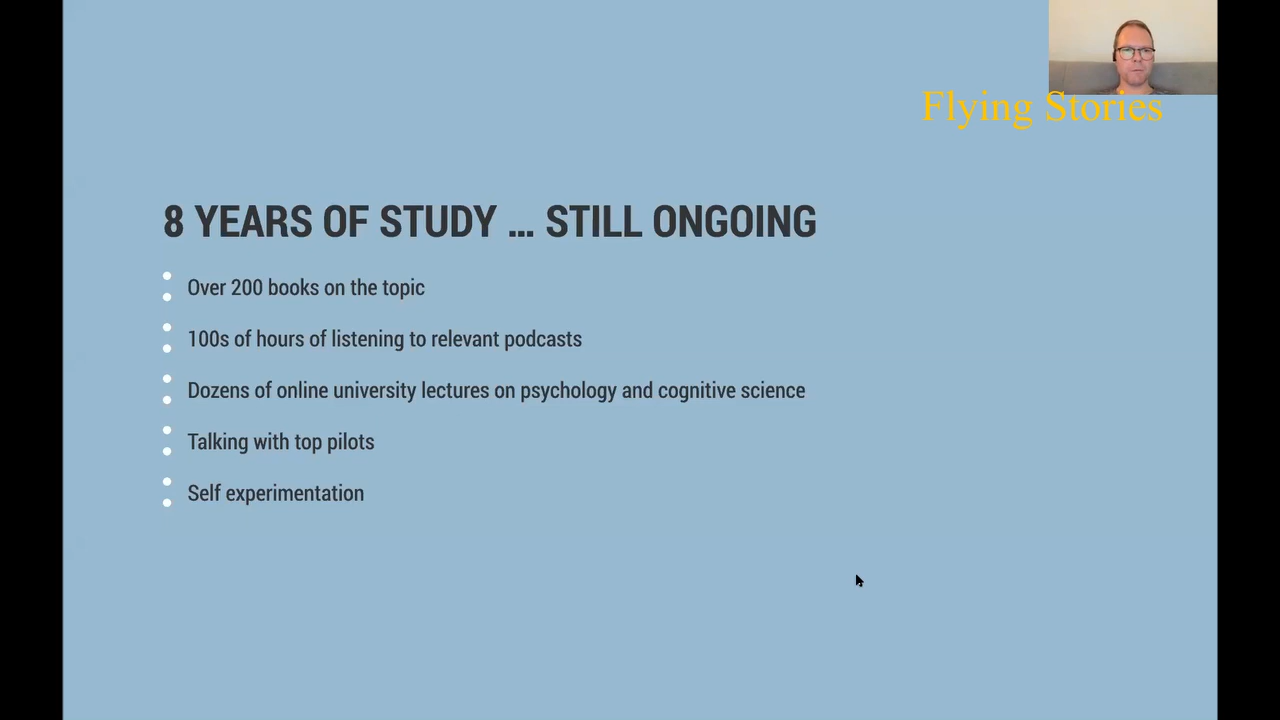 Flying Stories
8 YEARS OF STUDY ... STILL ONGOING
Over 200 books on the topic
100s of hours of listening to relevant podcasts
Dozens of online university lectures on psychology and cognitive science
Talking with top pilots
Self experimentation